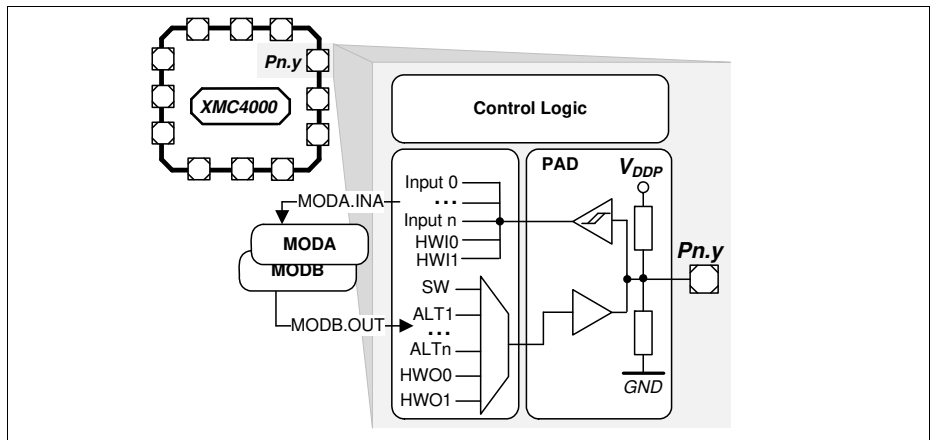 Pn.y
XMC4000
Control Logic
PAD
VDDP
Input 0
...
Input n
HWI0
HWI1
MODA.INA
MODA
MODB
MODB.OUT
SW
ALT1
...
ALTn
HWO0
HWO1
Pn.y
GND